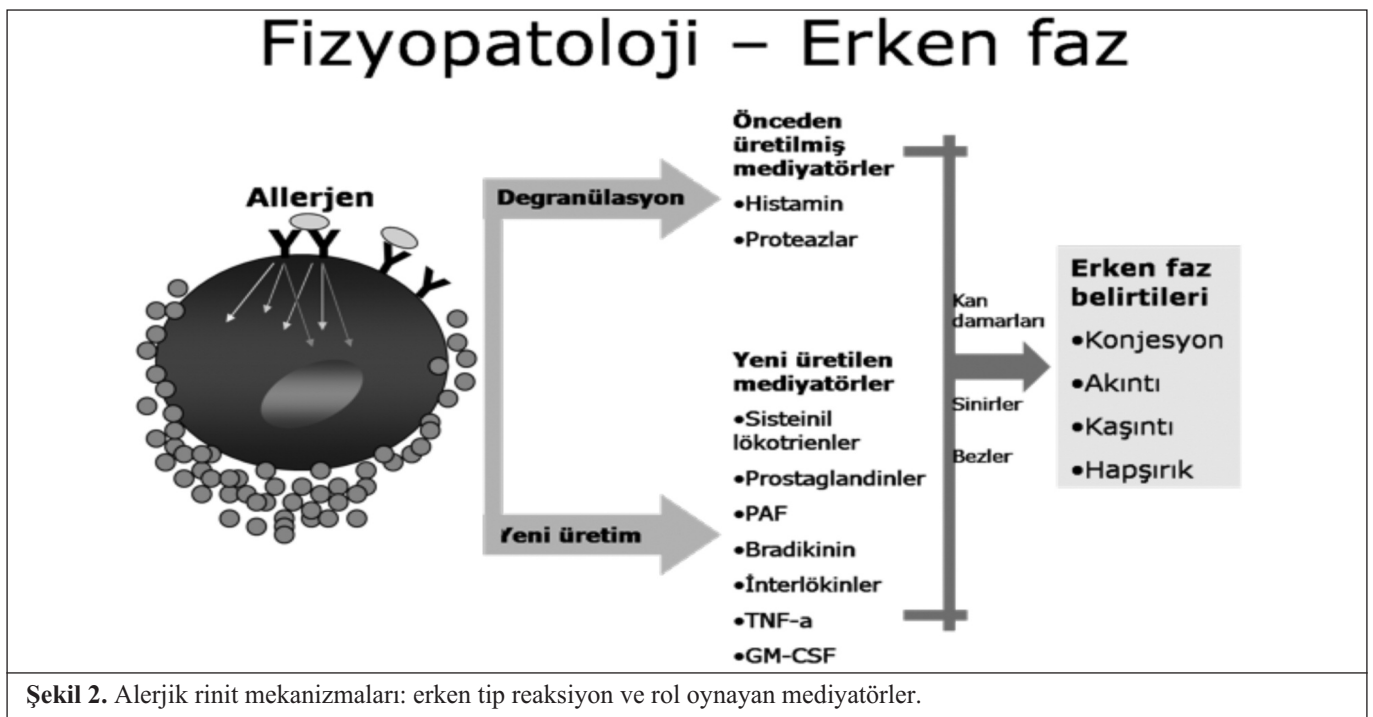 Fizyopatoloji – Erken faz
Allerjen
Degranülasyon
Yeni üretim
Önceden
üretilmiş
mediyatörler
•Histamin
•Proteazlar
Yeni üretilen
mediyatörler
•Sisteinil
lökotrienler
•Prostaglandinler
•PAF
•Bradikinin
•İnterlökinler
•TNF-a
•GM-CSF
Kan
damarları
Sinirler
Bezler
Erken faz
belirtileri
•Konjesyon
•Akıntı
•Kaşıntı
•Hapşırık
Şekil 2. Alerjik rinit mekanizmaları: erken tip reaksiyon ve rol oynayan mediyatörler.